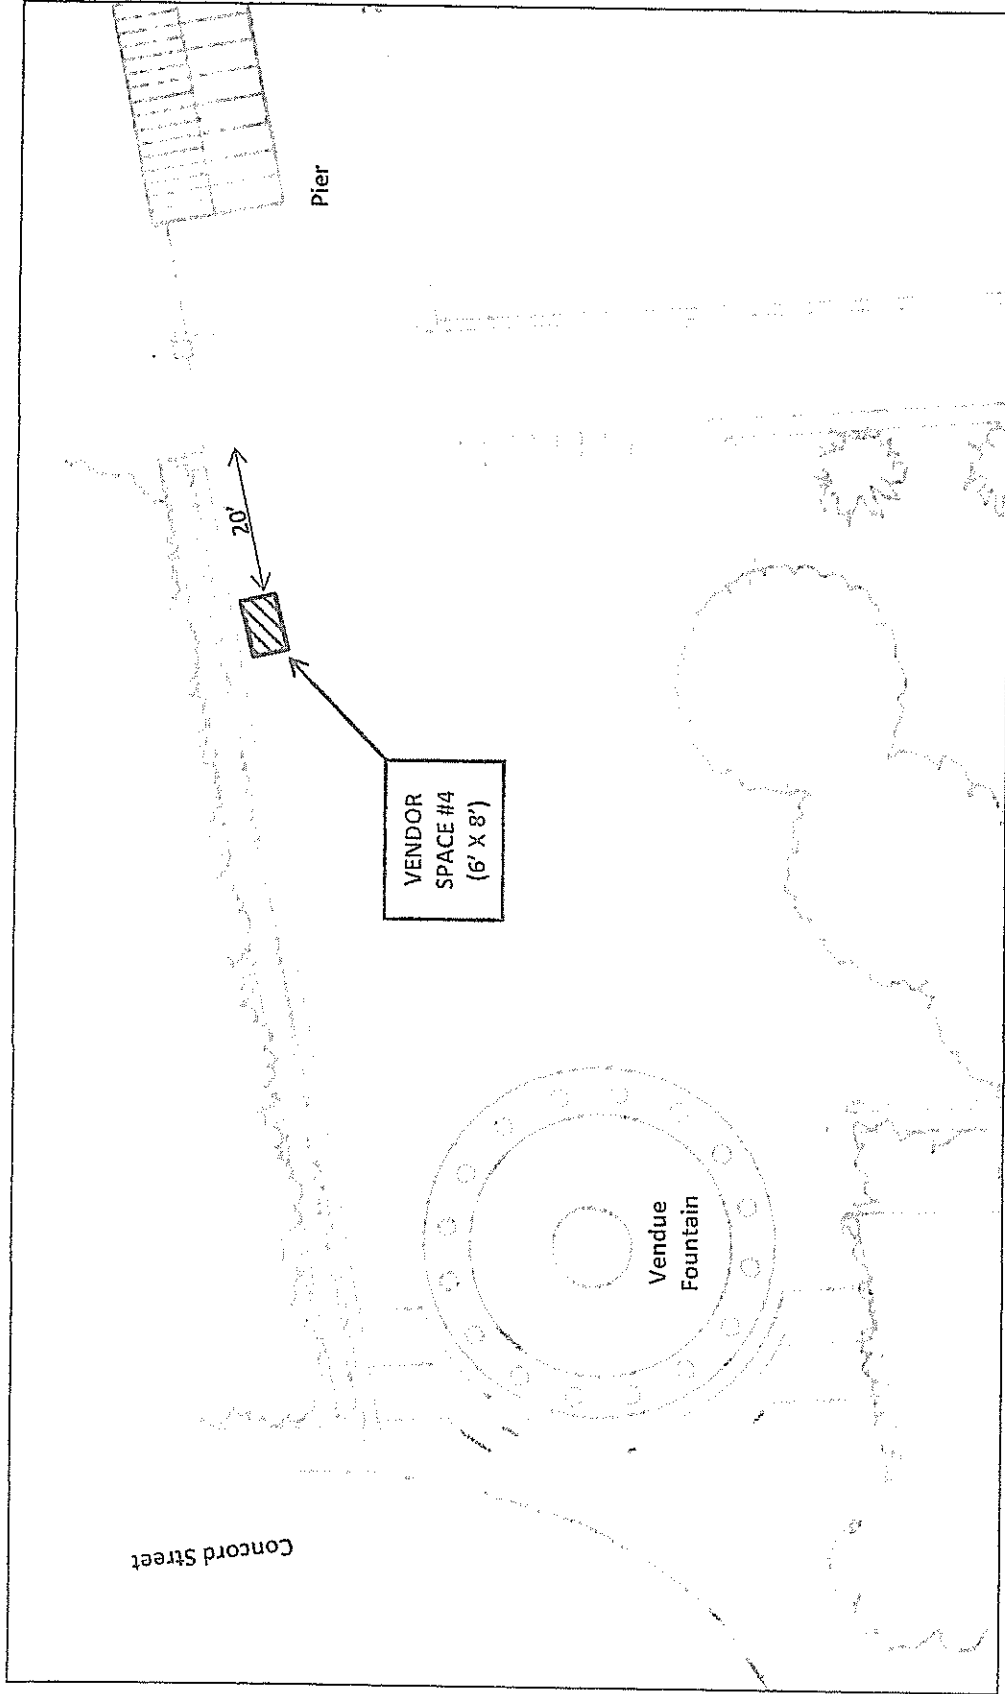 Concord Street
Vendue
Fountain
VENDOR
SPACE #4
(6' X 8')
20'
Pier